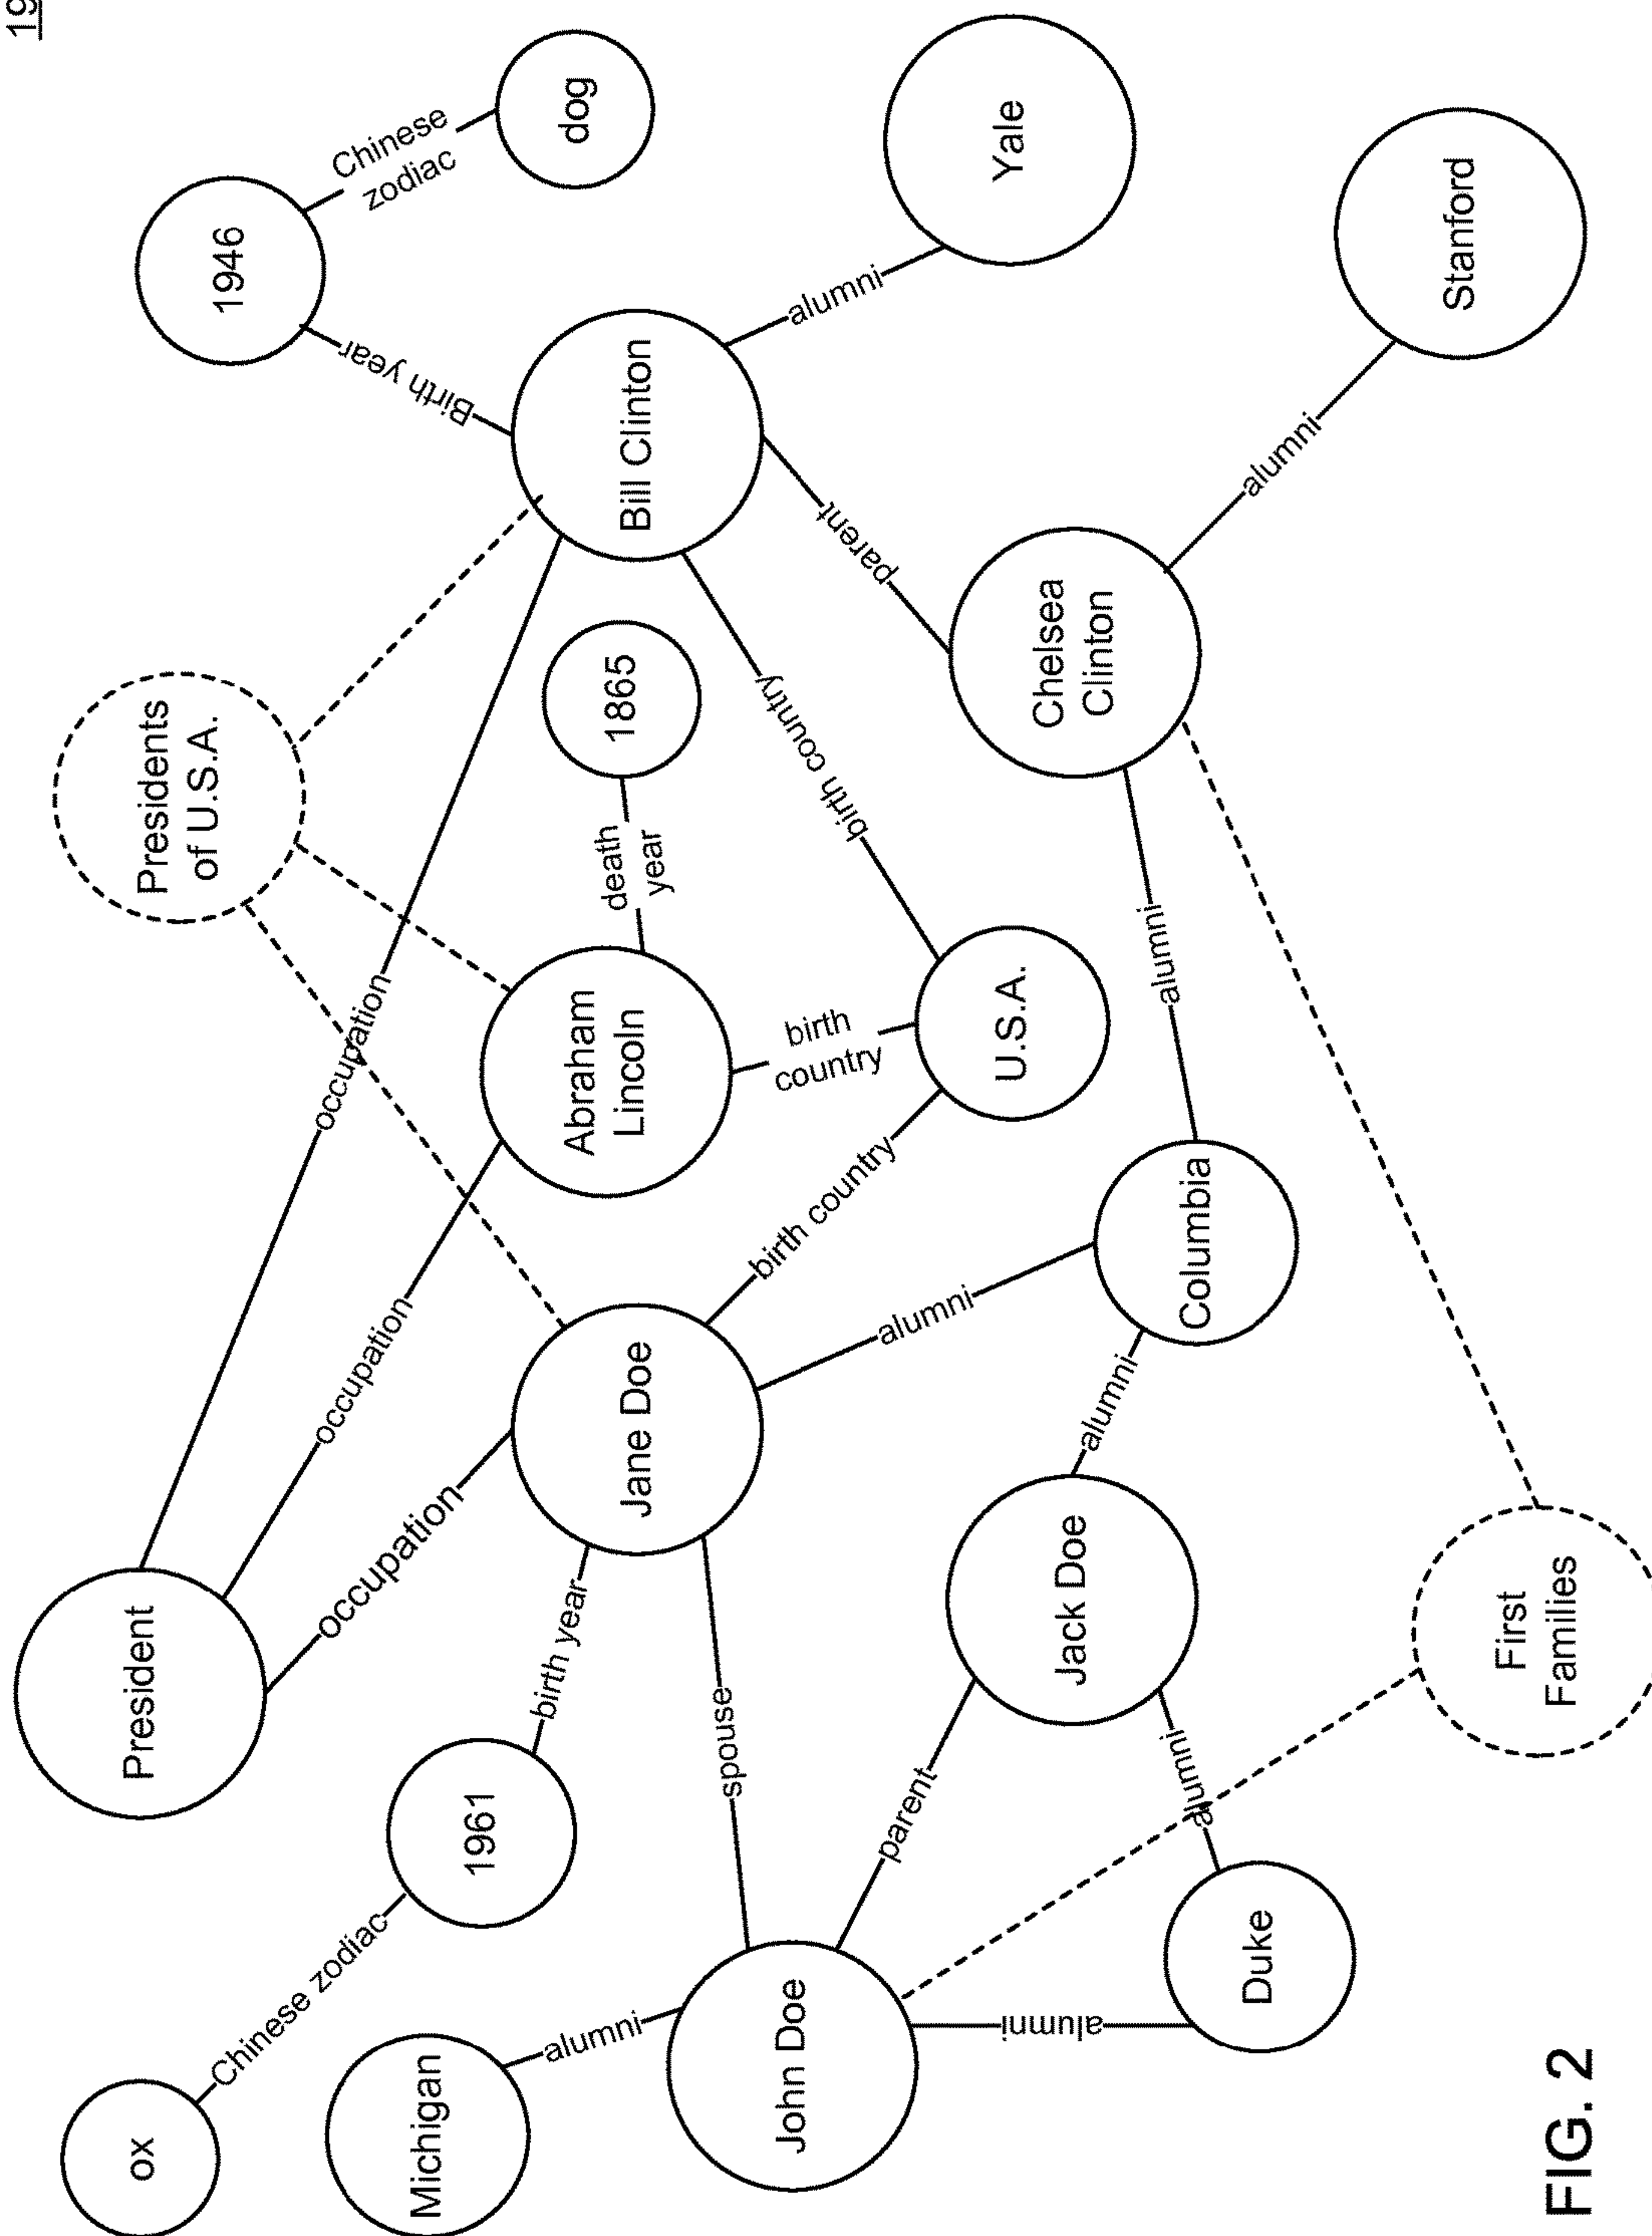 19
ox
President
Presidents
of U.S.A.
Chinese zodiac
occupation
occupation
occupation
1946
Birth year
Chinese
zodiac
Michigan
1961
birth year
alumni
Jane Doe
Abraham
Lincoln
death
year
1865
Bill Clinton
dog
spouse
birth country
birth
country
birth country
alumni
John Doe
parent
alumni
parent
U.S.A.
Yale
alumni
Jack Doe
alumni
alumni
Chelsea
Clinton
alumni
Duke
Columbia
alumni
Stanford
First
Families
FIG. 2